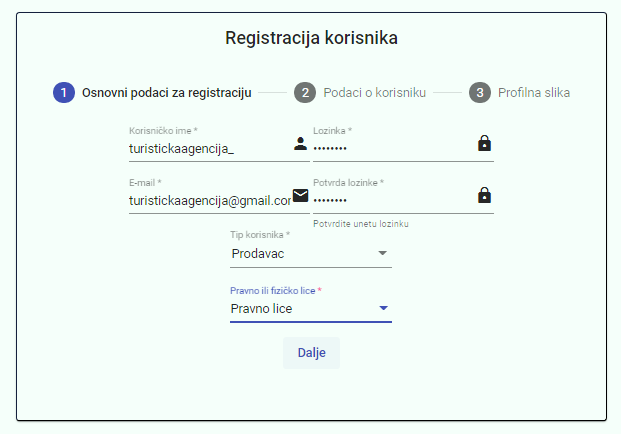 Registracija korisnika
1 Osnovni podaci za registraciju 2 Podaci o korisniku 3 Profilna slika
Korisničko ime * Lozinka *
turistickaagencija_ ••••••••
E-mail * Potvrda lozinke *
turistickaagencija@gmail.cor ••••••••
Potvrdite unetu lozinku
Tip korisnika *
Prodavac
Pravno ili fizičko lice *
Pravno lice
Dalje